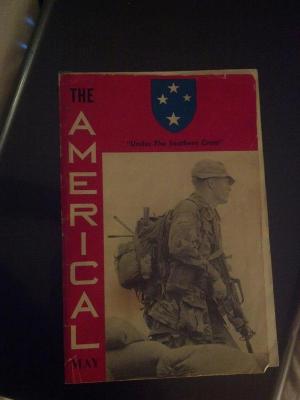 THE
AMERICAL
"Under The Southern Cross"
MAY